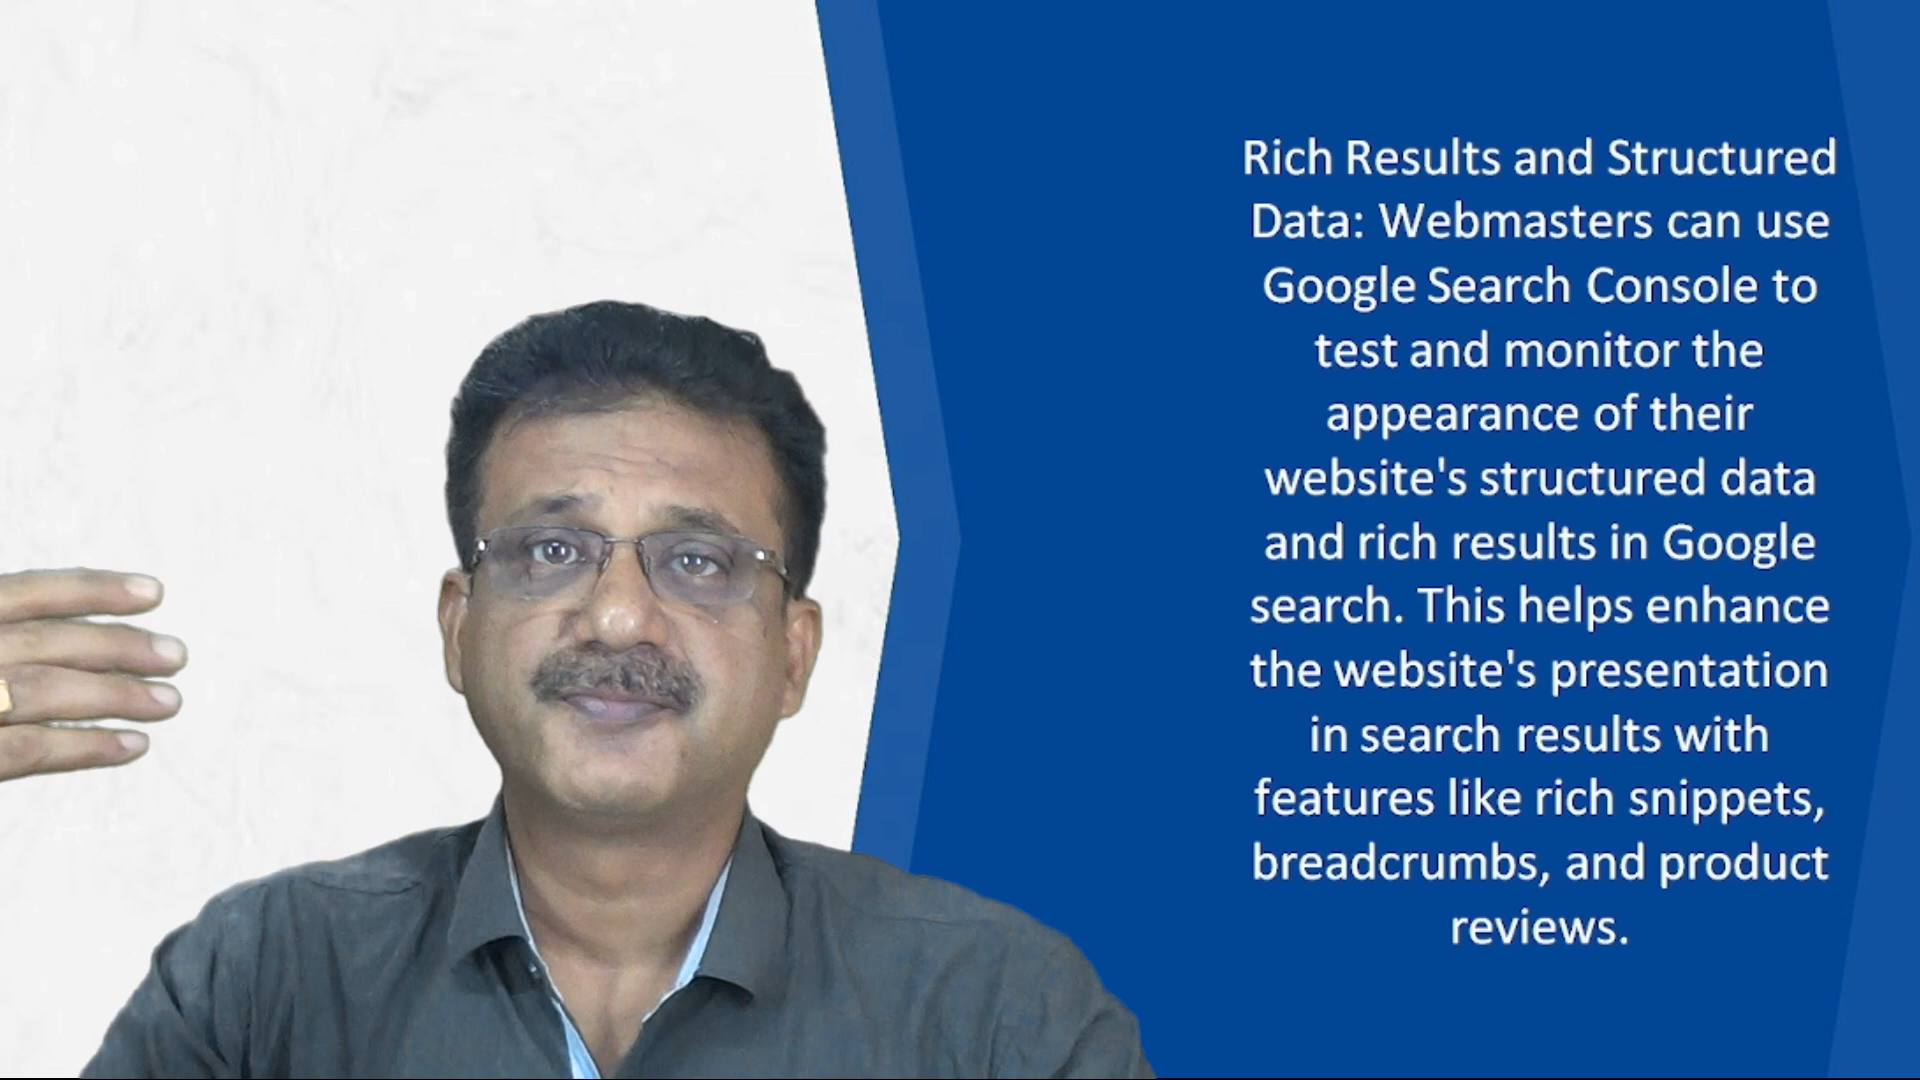 Rich Results and Structured
Data: Webmasters can use
Google Search Console to
test and monitor the
appearance of their
website's structured data
and rich results in Google
search. This helps enhance
the website's presentation
in search results with
features like rich snippets,
breadcrumbs, and product
reviews.